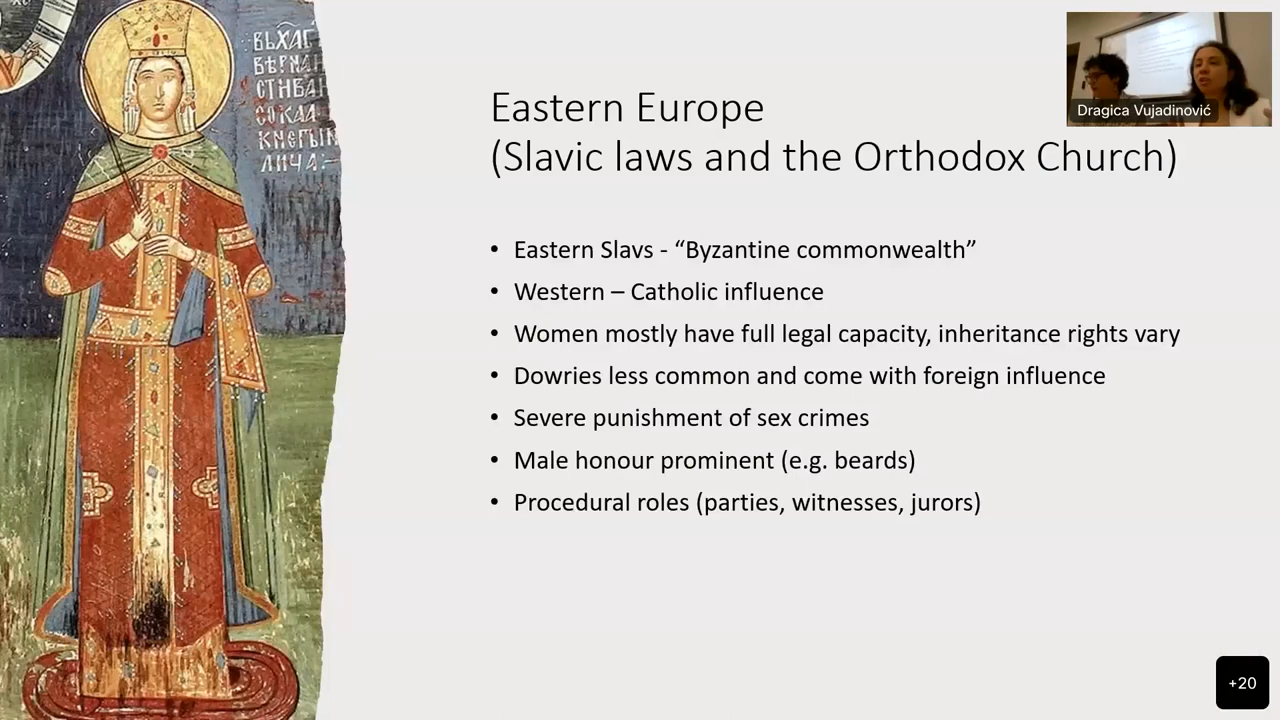 Eastern Europe
(Slavic laws and the Orthodox Church)
• Eastern Slavs - “Byzantine commonwealth”
• Western – Catholic influence
• Women mostly have full legal capacity, inheritance rights vary
• Dowries less common and come with foreign influence
• Severe punishment of sex crimes
• Male honour prominent (e.g. beards)
• Procedural roles (parties, witnesses, jurors)
Dragica Vujadinović
+20